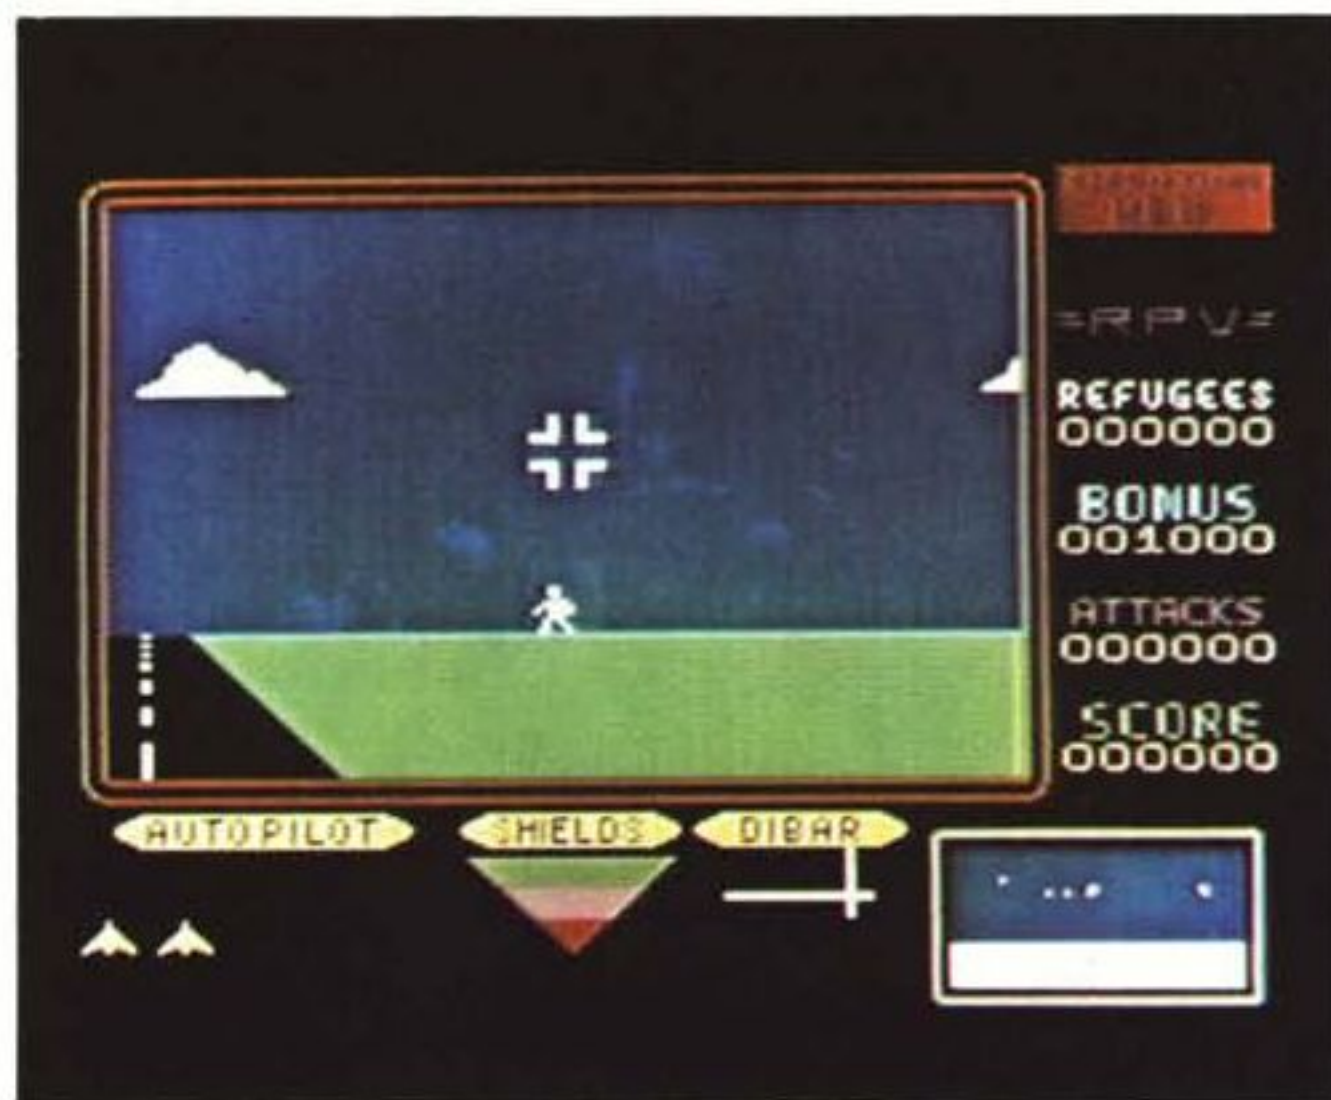 =RPV=
REFUGEES
000000
BONUS
001000
ATTACKS
000000
SCORE
000000
AUTOPILOT
SHIELDS
DIBAR